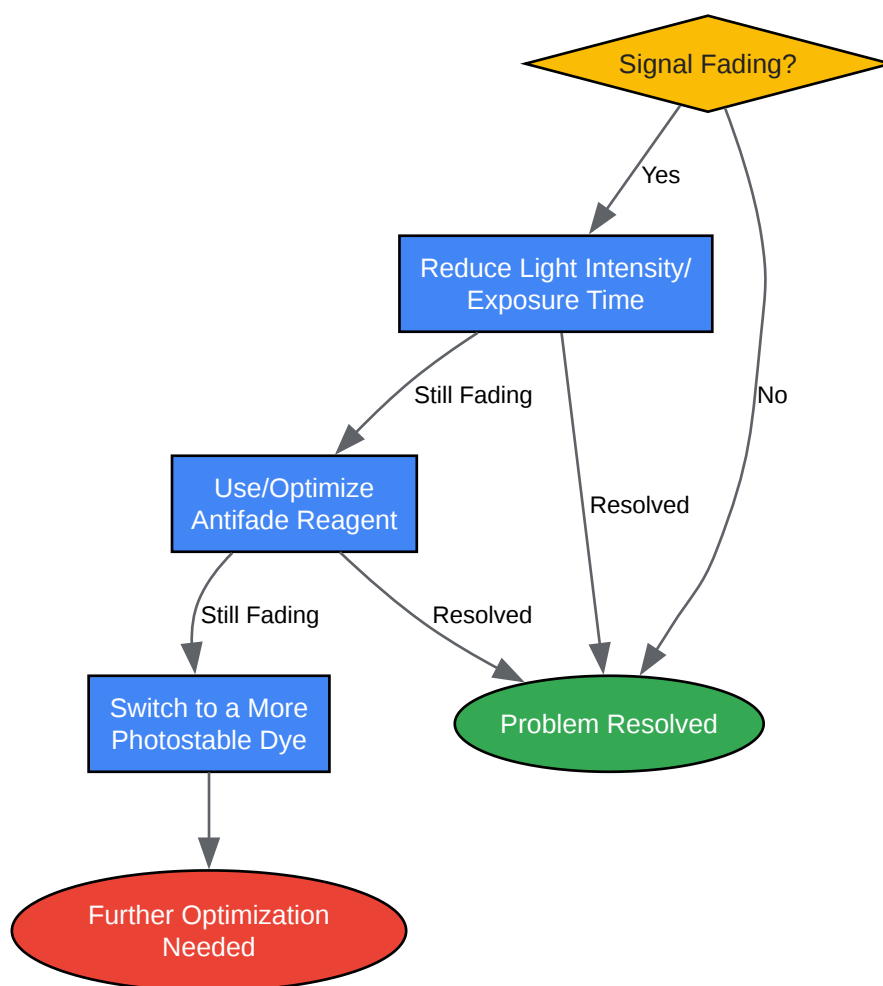 Signal Fading?
Yes
Reduce Light Intensity/
Exposure Time
Still Fading
No
Use/Optimize
Antifade Reagent
Resolved
Still Fading
Resolved
Switch to a More
Photostable Dye
Problem Resolved
Further Optimization
Needed